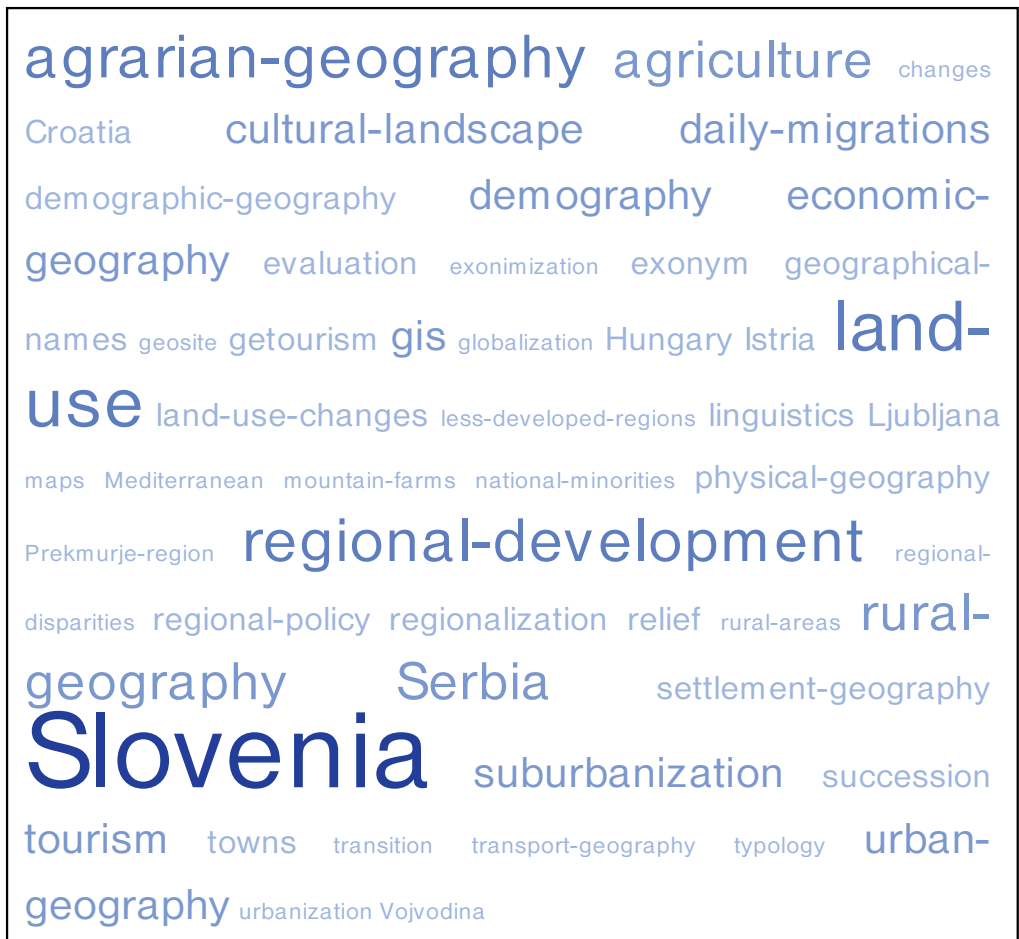 agrarian-geography agriculture changes
Croatia cultural-landscape daily-migrations
demographic-geography demography economic-
geography evaluation exonimization exonym geographical-
names geosite getourism gis globalization Hungary Istria land-
use land-use-changes less-developed-regions linguistics Ljubljana
maps Mediterranean mountain-farms national-minorities physical-geography
Prekmurje-region regional-development regional-
disparities regional-policy regionalization relief rural-areas rural-
geography Serbia settlement-geography
Slovenia suburbanization succession
tourism towns transition transport-geography typology urban-
geography urbanization Vojvodina